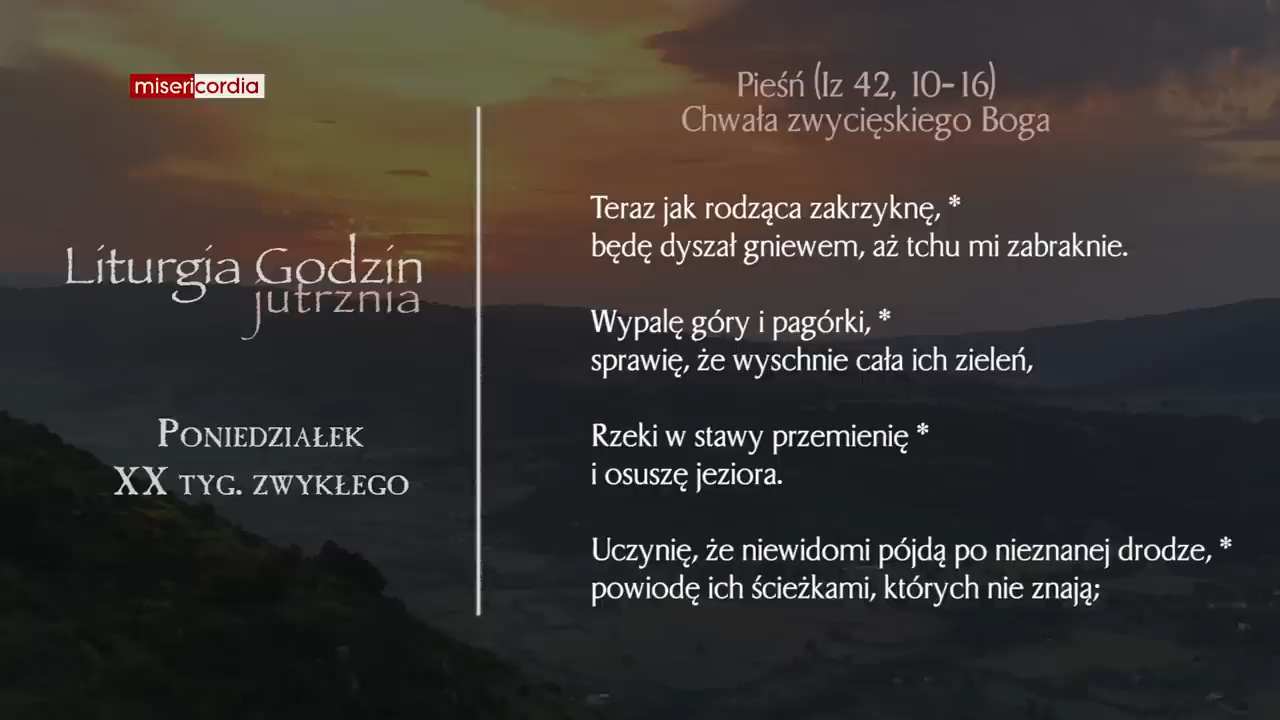 misericordia
Liturgia Godzin
jutrznia
Poniedziałek
XX tyg. zwykłego
Pieśń (Iz 42, 10-16)
Chwała zwycięskiego Boga
Teraz jak rodząca zakrzyknę, *
będę dyszał gniewem, aż tchu mi zabraknie.
Wypalę góry i pagórki, *
sprawię, że wyschnie cała ich zieleń,
Rzeki w stawy przemienię *
i osuszę jeziora.
Uczynię, że niewidomi pójdą po nieznanej drodze, *
powiodę ich ścieżkami, których nie znają;